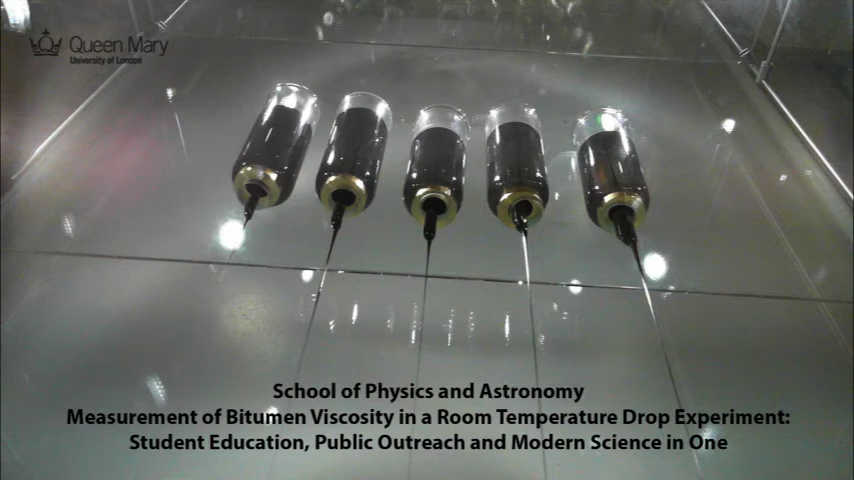 Queen Mary
University of London
School of Physics and Astronomy
Measurement of Bitumen Viscosity in a Room Temperature Drop Experiment:
Student Education, Public Outreach and Modern Science in One